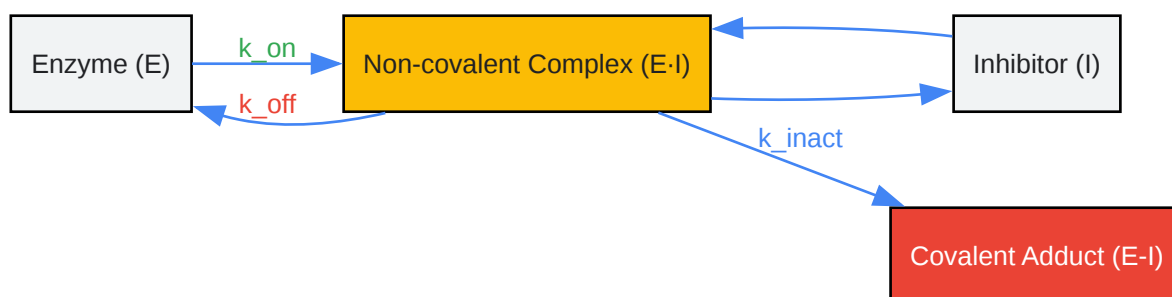 Enzyme (E)
k_on
k_off
Non-covalent Complex (E·I)
Inhibitor (I)
k_inact
Covalent Adduct (E-I)